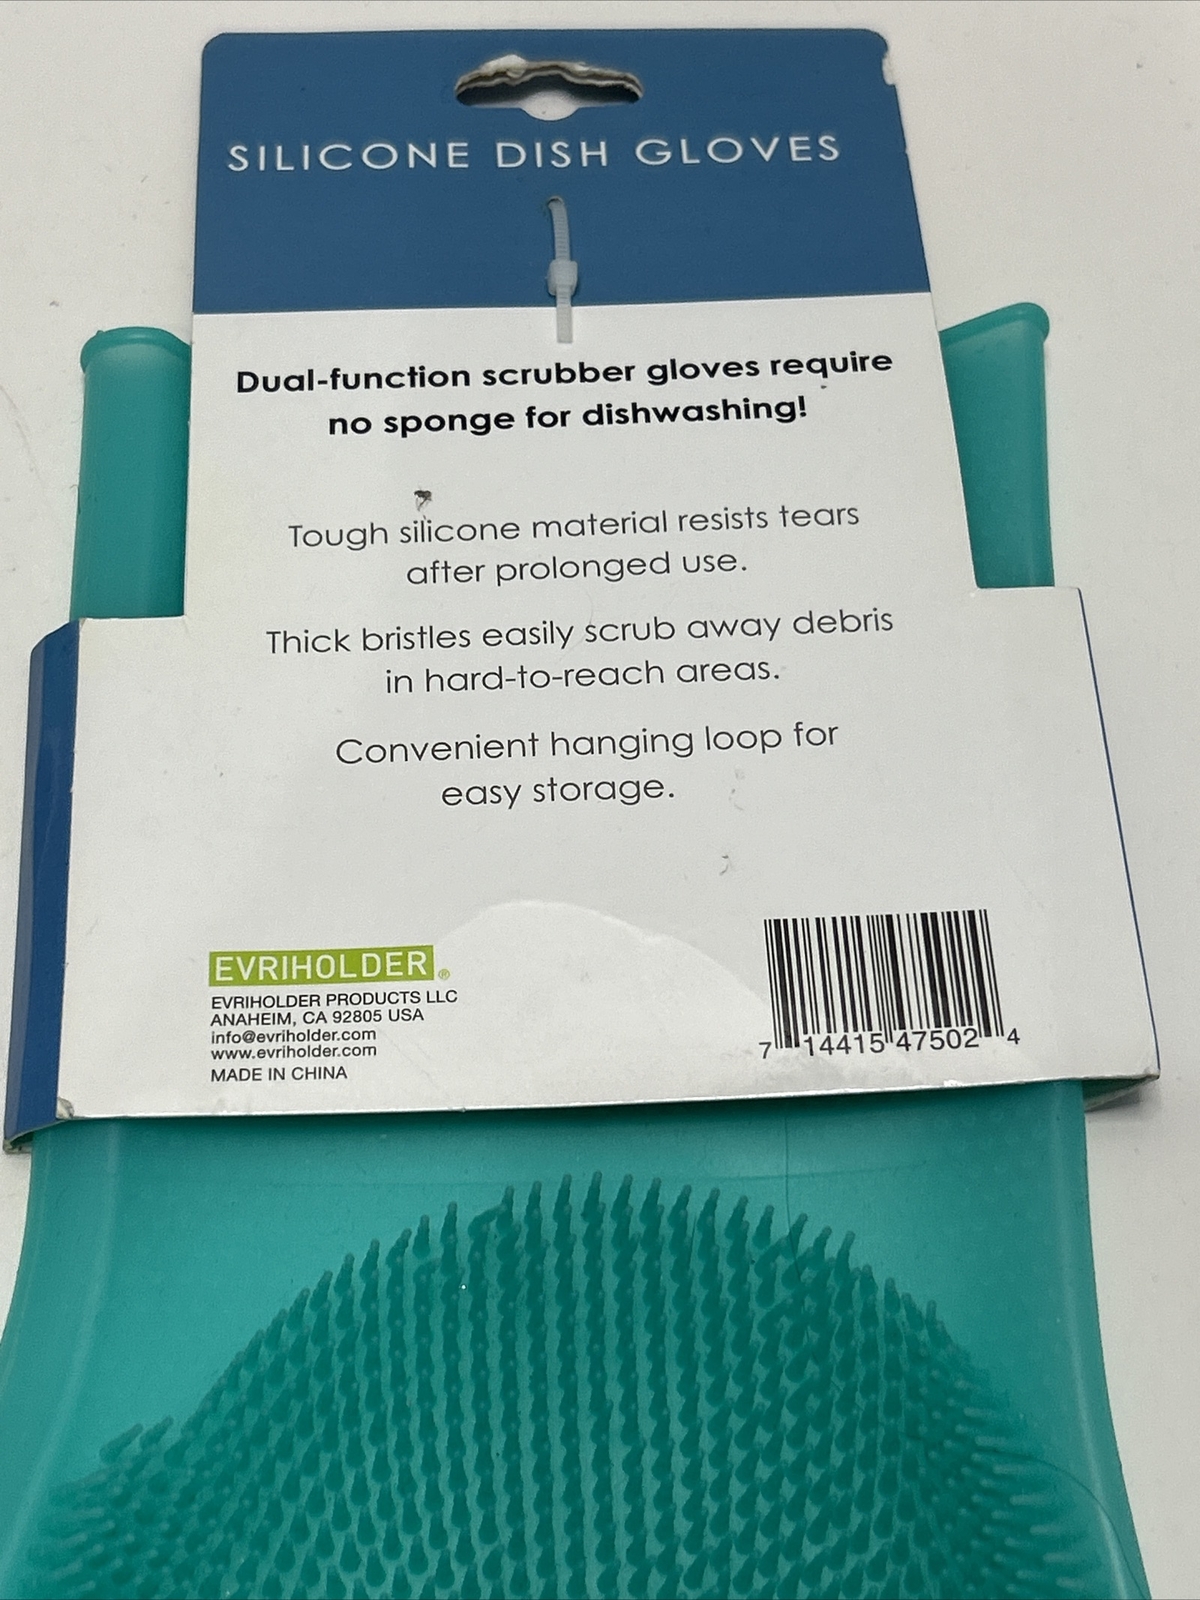 SILICONE DISH GLOVES
Dual-function scrubber gloves require
no sponge for dishwashing!
Tough silicone material resists tears
after prolonged use.
Thick bristles easily scrub away debris
in hard-to-reach areas.
Convenient hanging loop for
easy storage.
EVRIHOLDER®
EVRIHOLDER PRODUCTS LLC
ANAHEIM, CA 92805 USA
info@evriholder.com
www.evriholder.com
MADE IN CHINA
7 14415 47502 4